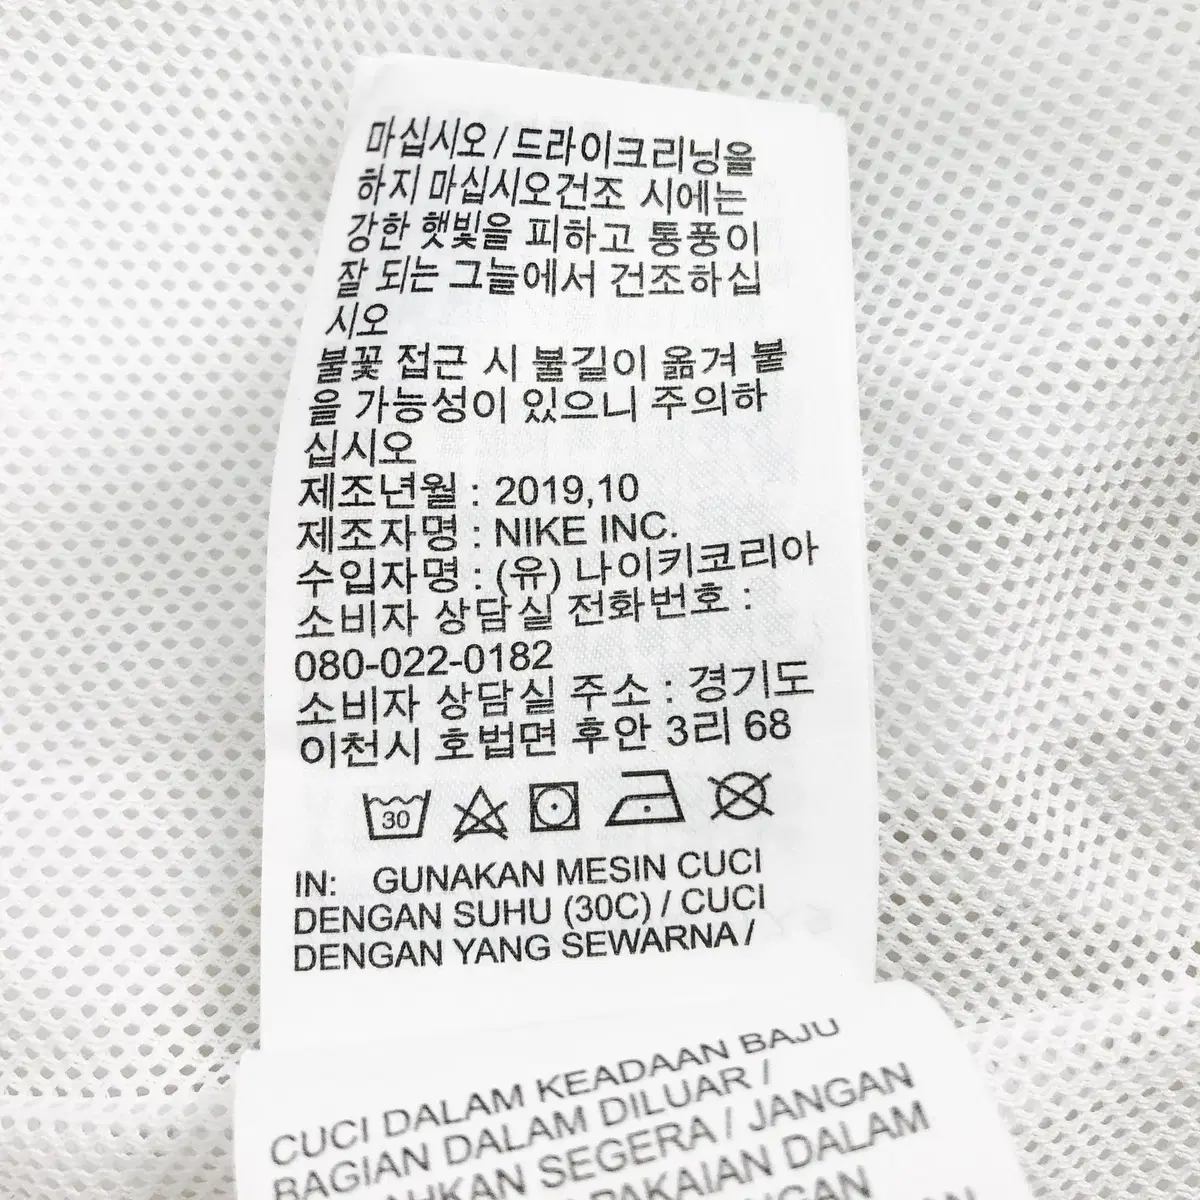 마십시오 / 드라이크리닝을
하지 마십시오건조 시에는
강한 햇빛을 피하고 통풍이
잘 되는 그늘에서 건조하십
시오
불꽃 접근 시 불길이 옮겨 붙
을 가능성이 있으니 주의하
십시오
제조년월 : 2019,10
제조자명 : NIKE INC.
수입자명 : (유) 나이키코리아
소비자 상담실 전화번호 :
080-022-0182
소비자 상담실 주소 : 경기도
이천시 호법면 후안 3리 68
30
IN: GUNAKAN MESIN CUCI
DENGAN SUHU (30C) / CUCI
DENGAN YANG SEWARNA /
CUCI DALAM KEADAAN BAJU
BAGIAN DALAM DILUAR /
SEGERA / JANGAN
PAKAIAN DALAM